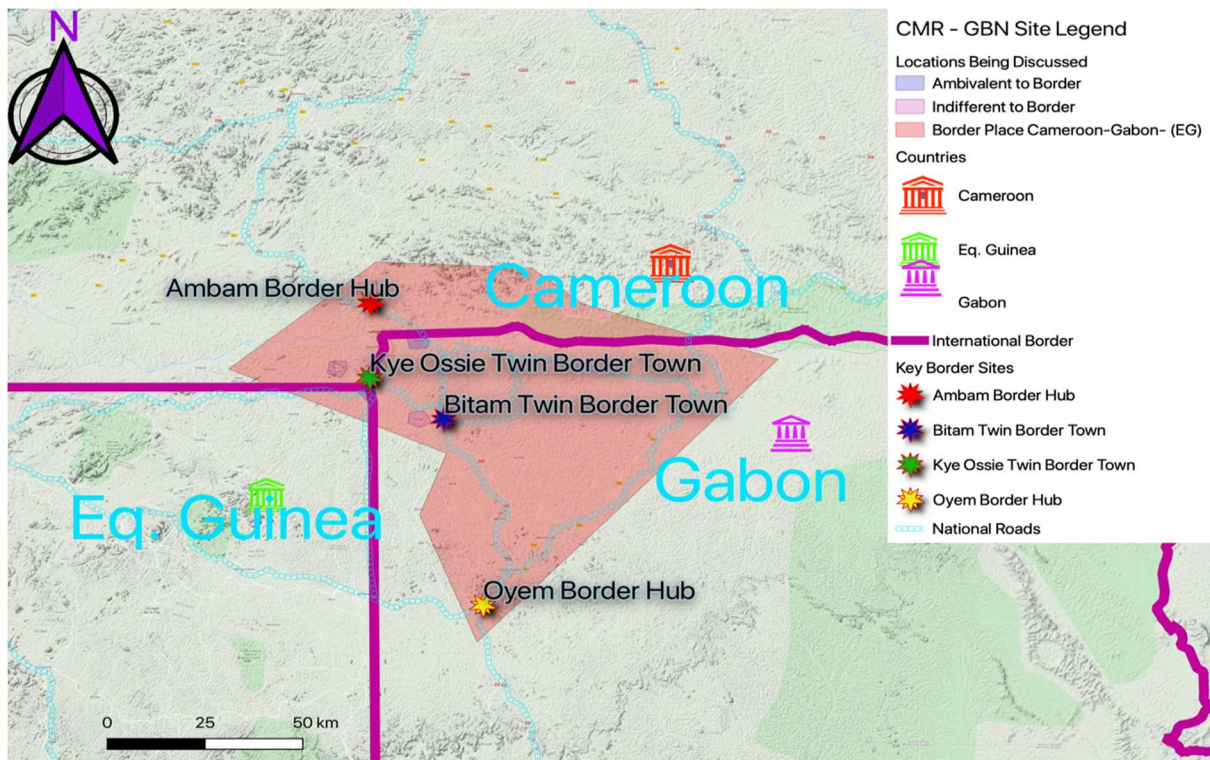 N
Ambam Border Hub
Cameroon
Kye Ossie Twin Border Town
Bitam Twin Border Town
Gabon
Eq. Guinea
Oyem Border Hub
0 25 50 km
CMR - GBN Site Legend
Locations Being Discussed
Ambivalent to Border
Indifferent to Border
Border Place Cameroon-Gabon- (EG)
Countries
Cameroon
Eq. Guinea
Gabon
International Border
Key Border Sites
Ambam Border Hub
Bitam Twin Border Town
Kye Ossie Twin Border Town
Oyem Border Hub
National Roads